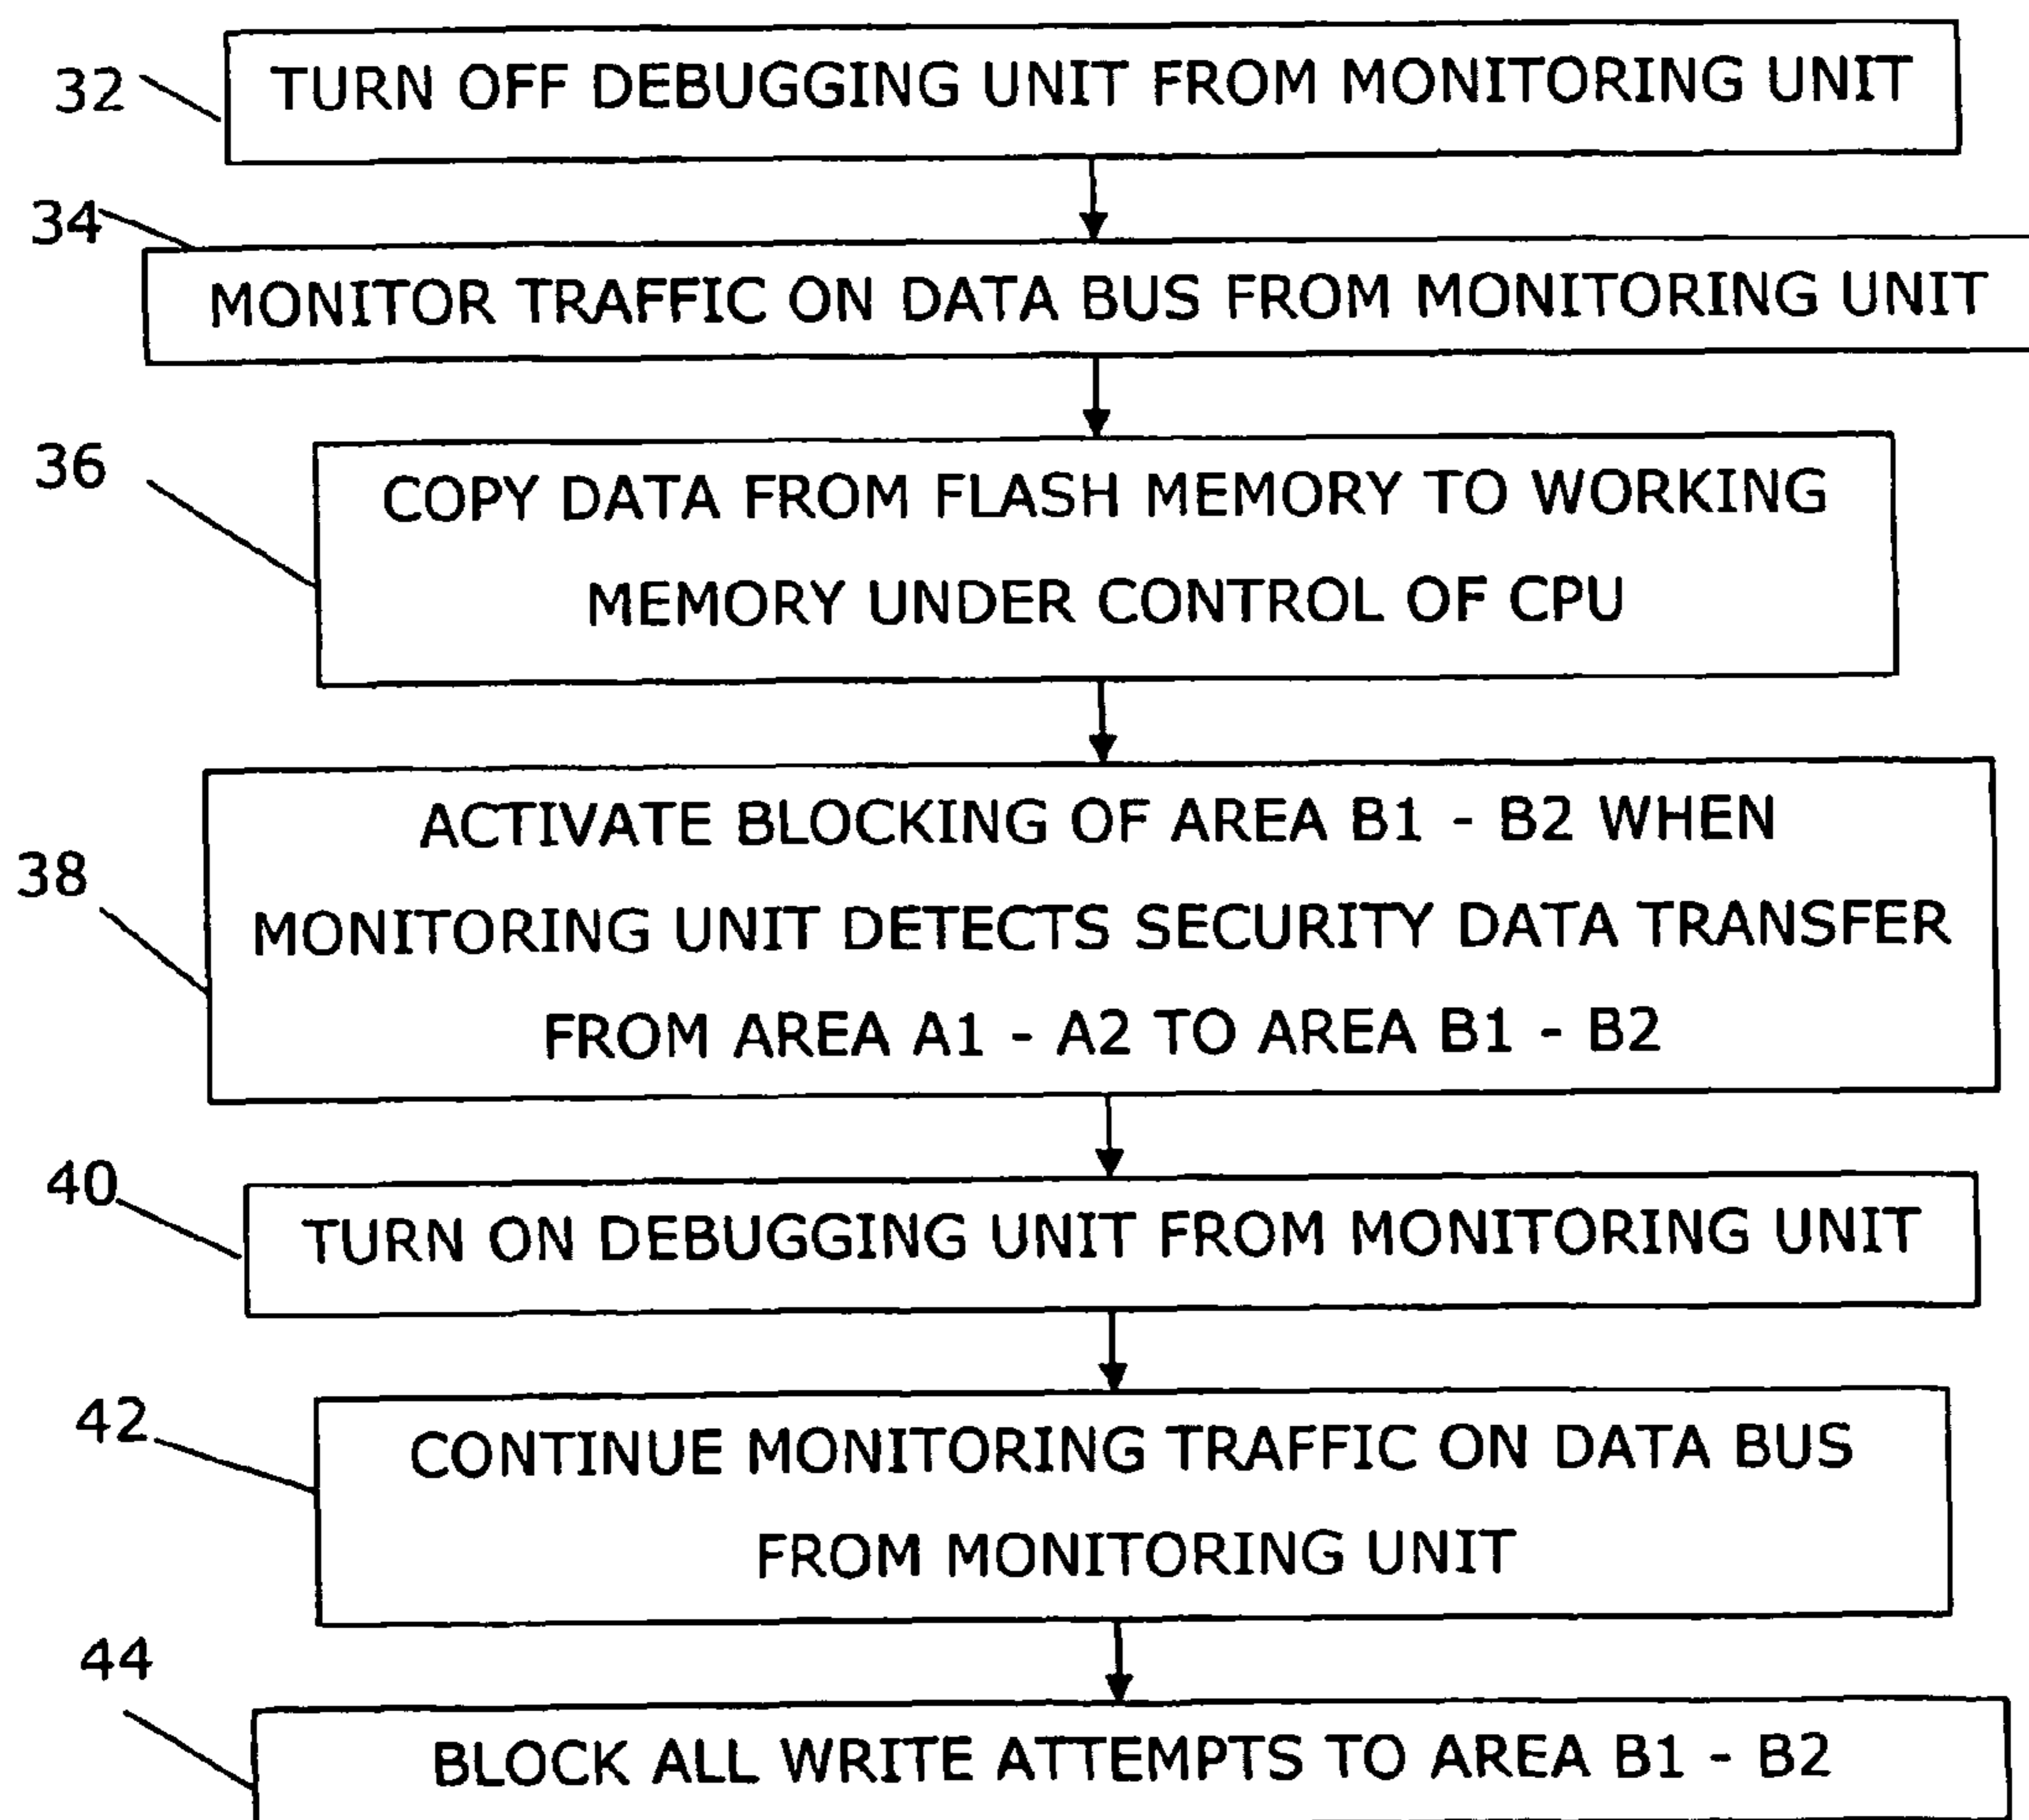 32
TURN OFF DEBUGGING UNIT FROM MONITORING UNIT
34
MONITOR TRAFFIC ON DATA BUS FROM MONITORING UNIT
36
COPY DATA FROM FLASH MEMORY TO WORKING
MEMORY UNDER CONTROL OF CPU
38
ACTIVATE BLOCKING OF AREA B1 - B2 WHEN
MONITORING UNIT DETECTS SECURITY DATA TRANSFER
FROM AREA A1 - A2 TO AREA B1 - B2
40
TURN ON DEBUGGING UNIT FROM MONITORING UNIT
42
CONTINUE MONITORING TRAFFIC ON DATA BUS
FROM MONITORING UNIT
44
BLOCK ALL WRITE ATTEMPTS TO AREA B1 - B2